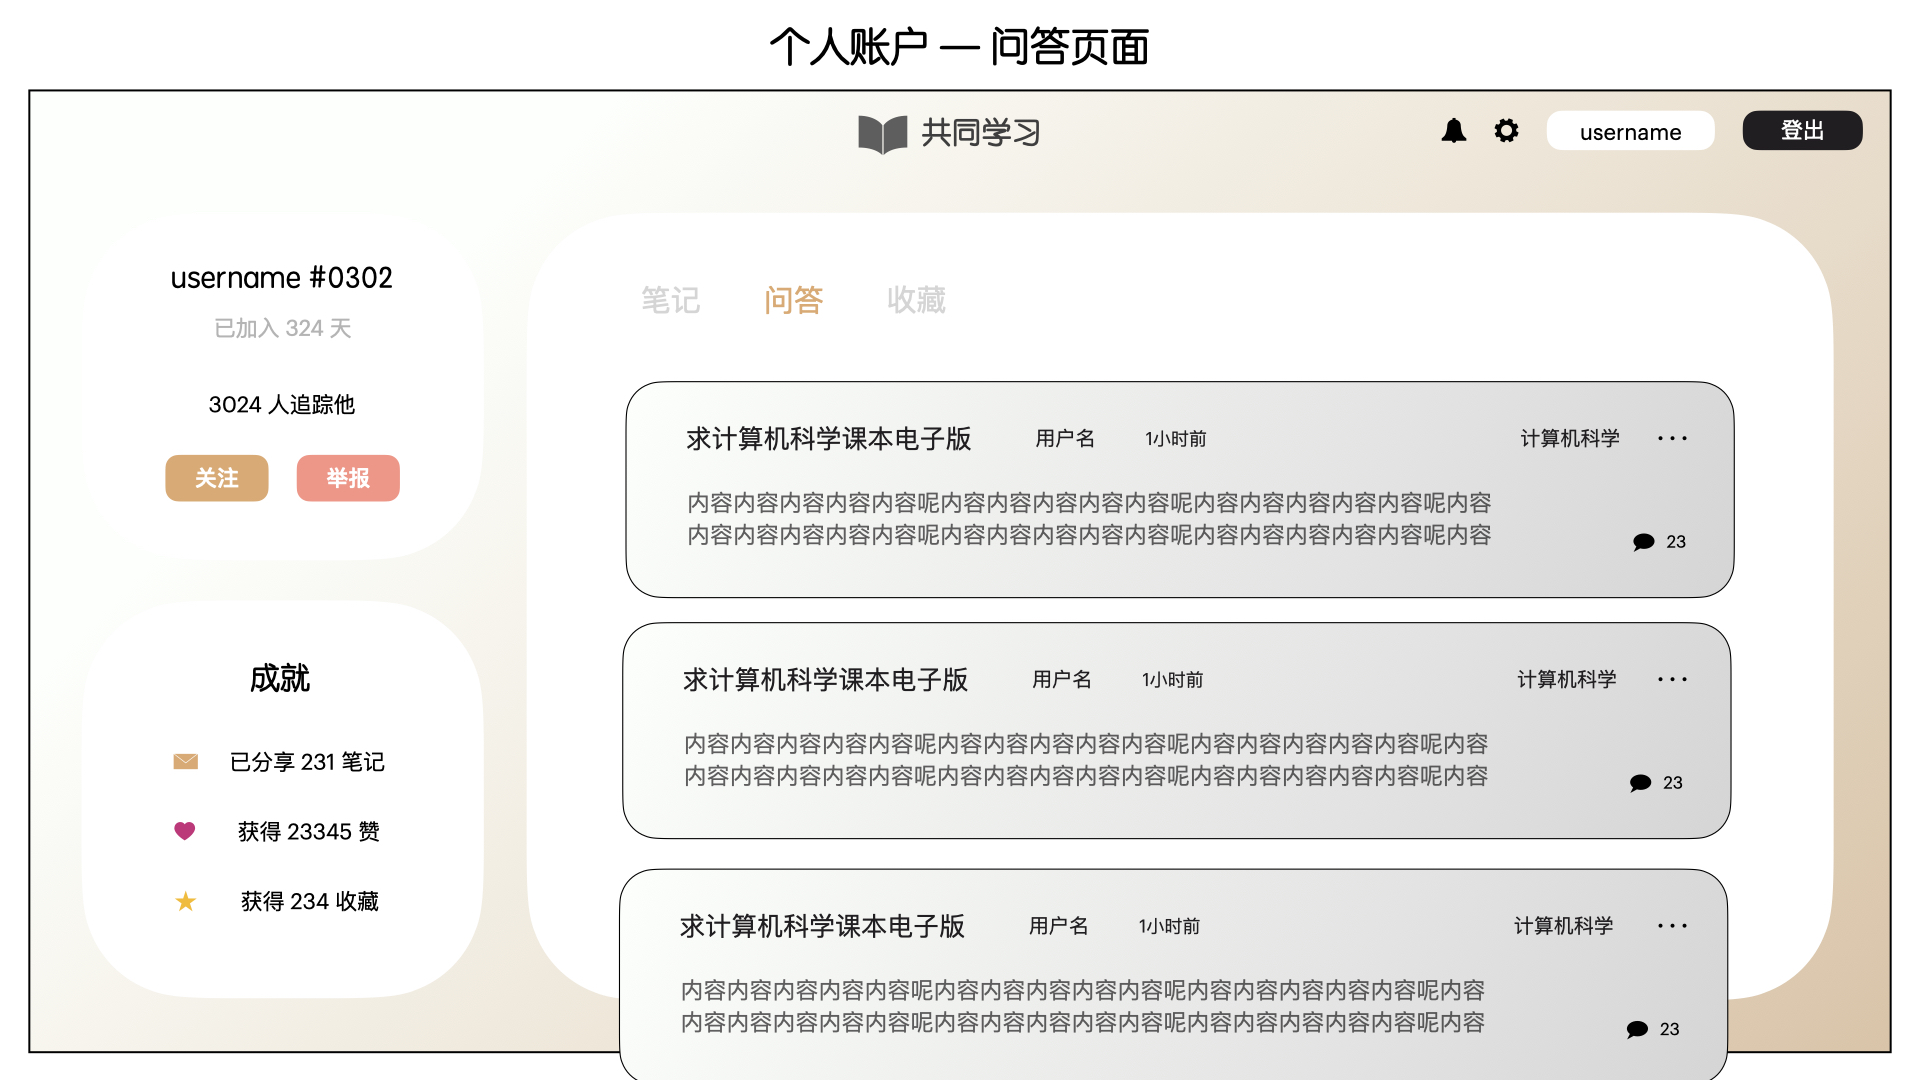 个人账户 — 问答页面
共同学习
username
登出
username #0302
已加入 324 天
3024 人追踪他
关注
举报
成就
已分享 231 笔记
获得 23345 赞
获得 234 收藏
笔记
问答
收藏
求计算机科学课本电子版
用户名
1小时前
计算机科学
内容内容内容内容内容呢内容内容内容内容内容呢内容内容内容内容内容呢内容
内容内容内容内容内容呢内容内容内容内容内容呢内容内容内容内容内容呢内容
23
求计算机科学课本电子版
用户名
1小时前
计算机科学
内容内容内容内容内容呢内容内容内容内容内容呢内容内容内容内容内容呢内容
内容内容内容内容内容呢内容内容内容内容内容呢内容内容内容内容内容呢内容
23
求计算机科学课本电子版
用户名
1小时前
计算机科学
内容内容内容内容内容呢内容内容内容内容内容呢内容内容内容内容内容呢内容
内容内容内容内容内容呢内容内容内容内容内容呢内容内容内容内容内容呢内容
23